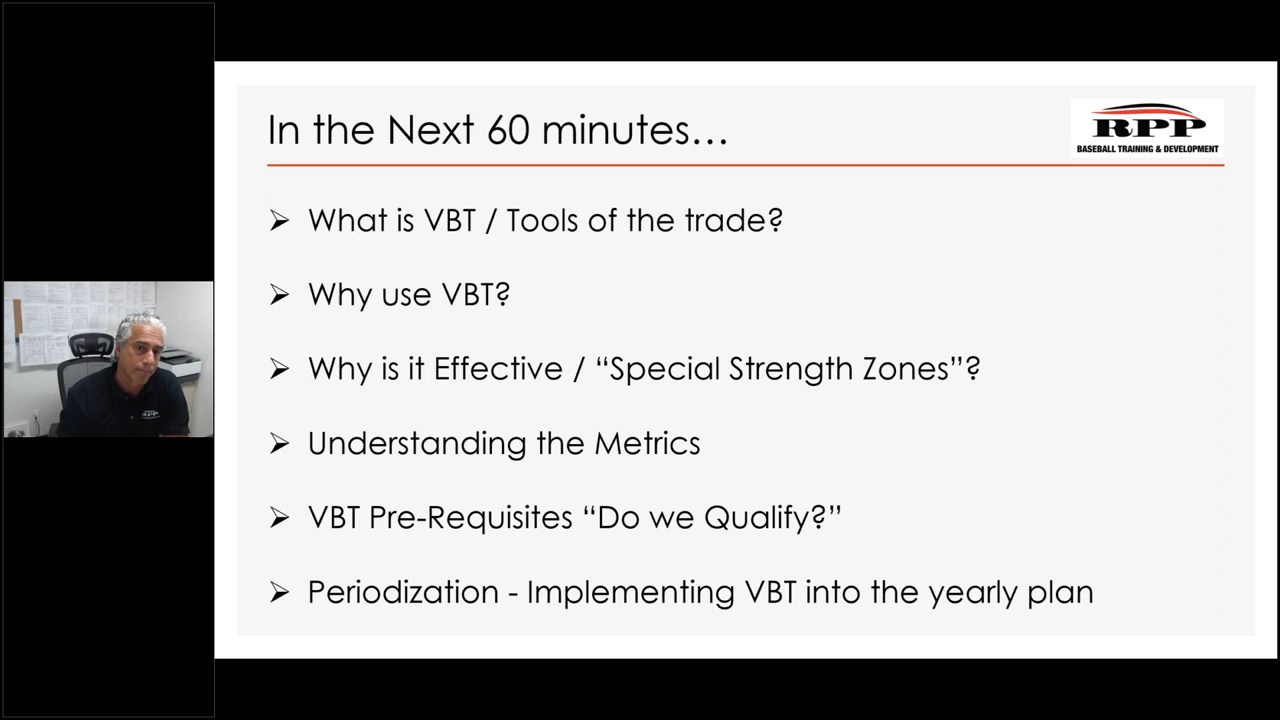 In the Next 60 minutes...
RPP
BASEBALL TRAINING & DEVELOPMENT
What is VBT / Tools of the trade?
Why use VBT?
Why is it Effective / “Special Strength Zones”?
Understanding the Metrics
VBT Pre-Requisites “Do we Qualify?”
Periodization - Implementing VBT into the yearly plan